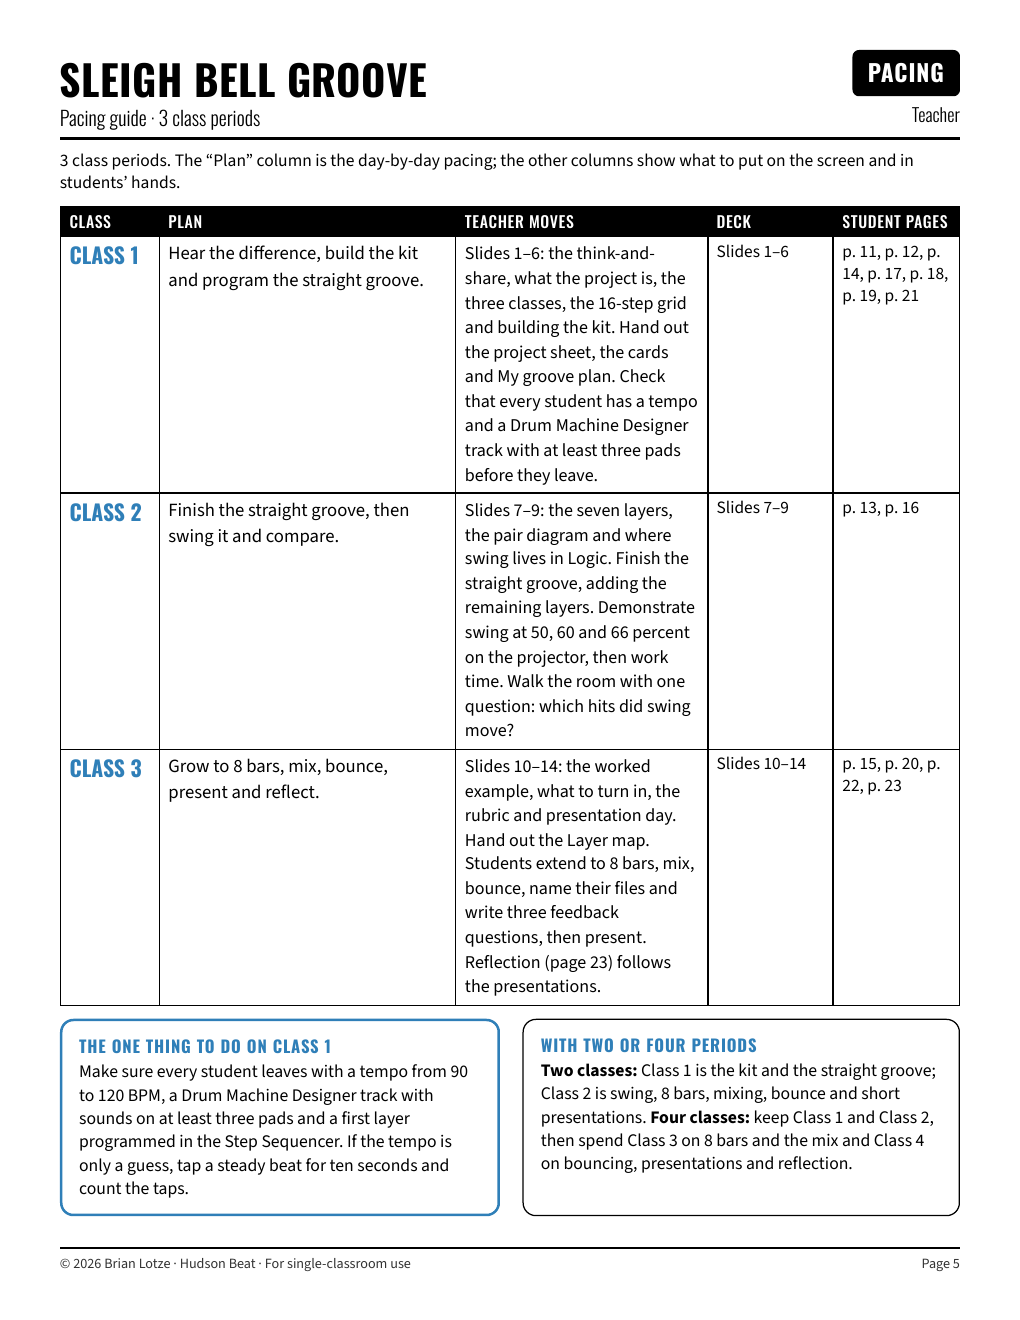 SLEIGH BELL GROOVE
PACING
Pacing guide · 3 class periods
Teacher
3 class periods. The “Plan” column is the day-by-day pacing; the other columns show what to put on the screen and in
students’ hands.
CLASS PLAN TEACHER MOVES DECK STUDENT PAGES
CLASS 1
Hear the difference, build the kit
and program the straight groove.
Slides 1–6: the think-and-
share, what the project is, the
three classes, the 16-step grid
and building the kit. Hand out
the project sheet, the cards
and My groove plan. Check
that every student has a tempo
and a Drum Machine Designer
track with at least three pads
before they leave.
Slides 1–6
p. 11, p. 12, p.
14, p. 17, p. 18,
p. 19, p. 21
CLASS 2
Finish the straight groove, then
swing it and compare.
Slides 7–9: the seven layers,
the pair diagram and where
swing lives in Logic. Finish the
straight groove, adding the
remaining layers. Demonstrate
swing at 50, 60 and 66 percent
on the projector, then work
time. Walk the room with one
question: which hits did swing
move?
Slides 7–9
p. 13, p. 16
CLASS 3
Grow to 8 bars, mix, bounce,
present and reflect.
Slides 10–14: the worked
example, what to turn in, the
rubric and presentation day.
Hand out the Layer map.
Students extend to 8 bars, mix,
bounce, name their files and
write three feedback
questions, then present.
Reflection (page 23) follows
the presentations.
Slides 10–14
p. 15, p. 20, p.
22, p. 23
THE ONE THING TO DO ON CLASS 1
Make sure every student leaves with a tempo from 90
to 120 BPM, a Drum Machine Designer track with
sounds on at least three pads and a first layer
programmed in the Step Sequencer. If the tempo is
only a guess, tap a steady beat for ten seconds and
count the taps.
WITH TWO OR FOUR PERIODS
Two classes: Class 1 is the kit and the straight groove;
Class 2 is swing, 8 bars, mixing, bounce and short
presentations. Four classes: keep Class 1 and Class 2,
then spend Class 3 on 8 bars and the mix and Class 4
on bouncing, presentations and reflection.
© 2026 Brian Lotze · Hudson Beat · For single-classroom use
Page 5